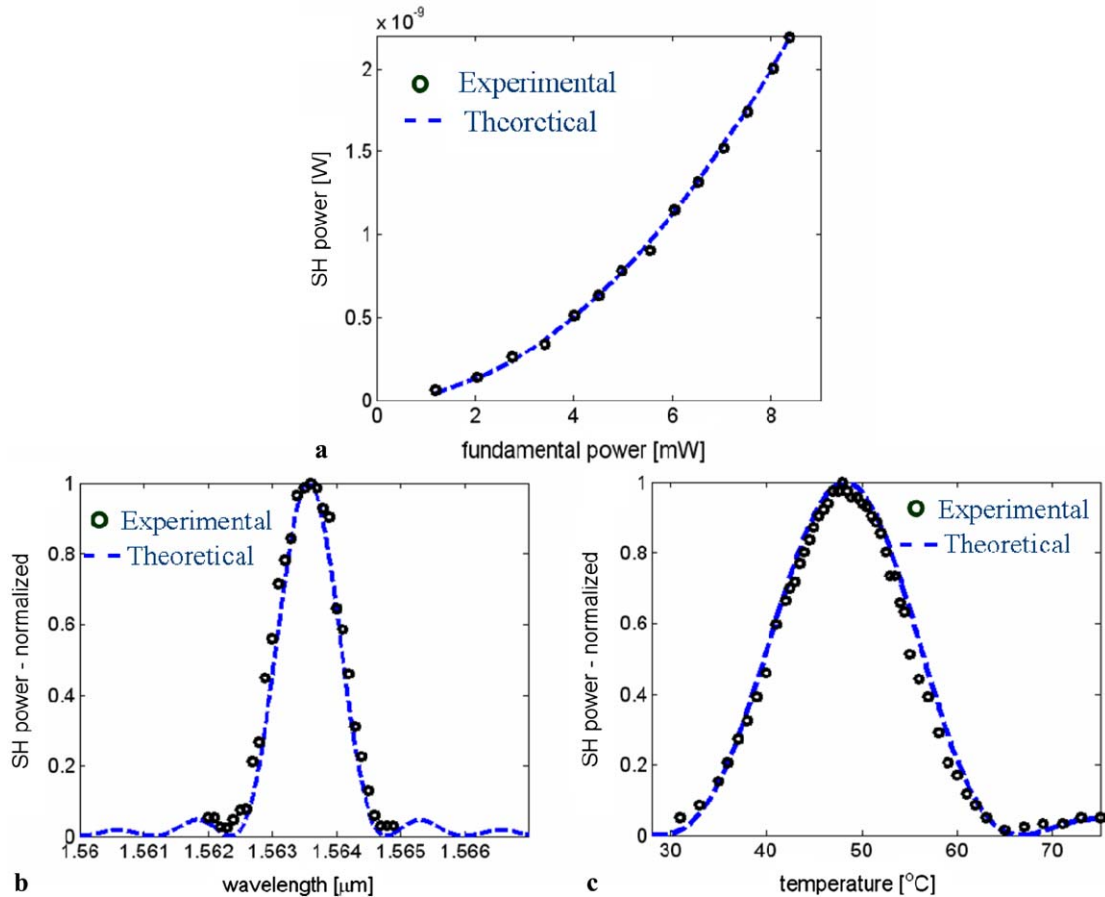 x 10⁻⁹
2
1.5
1
0.5
0
SH power [W]
Experimental
Theoretical
0 2 4 6 8
fundamental power [mW]
a
1
0.8
0.6
0.4
0.2
0
SH power - normalized
Experimental
Theoretical
1.56 1.561 1.562 1.563 1.564 1.565 1.566
wavelength [μm]
b
1
0.8
0.6
0.4
0.2
0
SH power - normalized
Experimental
Theoretical
30 40 50 60 70
temperature [°C]
c